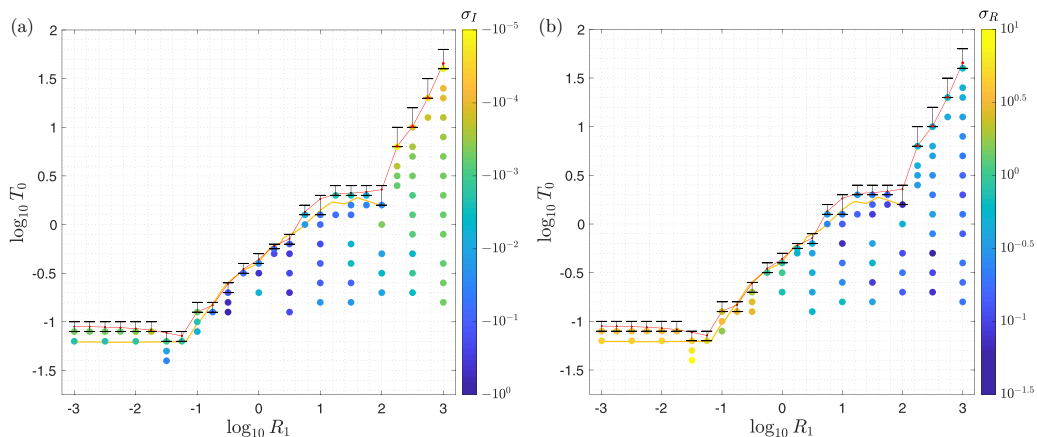 (a)
σ_I
2
1.5
1
0.5
0
-0.5
-1
-1.5
log₁₀ T₀
-3 -2 -1 0 1 2 3
log₁₀ R₁
−10⁻⁵
−10⁻⁴
−10⁻³
−10⁻²
−10⁻¹
−10⁰
(b)
σ_R
2
1.5
1
0.5
0
-0.5
-1
-1.5
log₁₀ T₀
-3 -2 -1 0 1 2 3
log₁₀ R₁
10¹
10^0.5
10⁰
10^-0.5
10⁻¹
10^-1.5